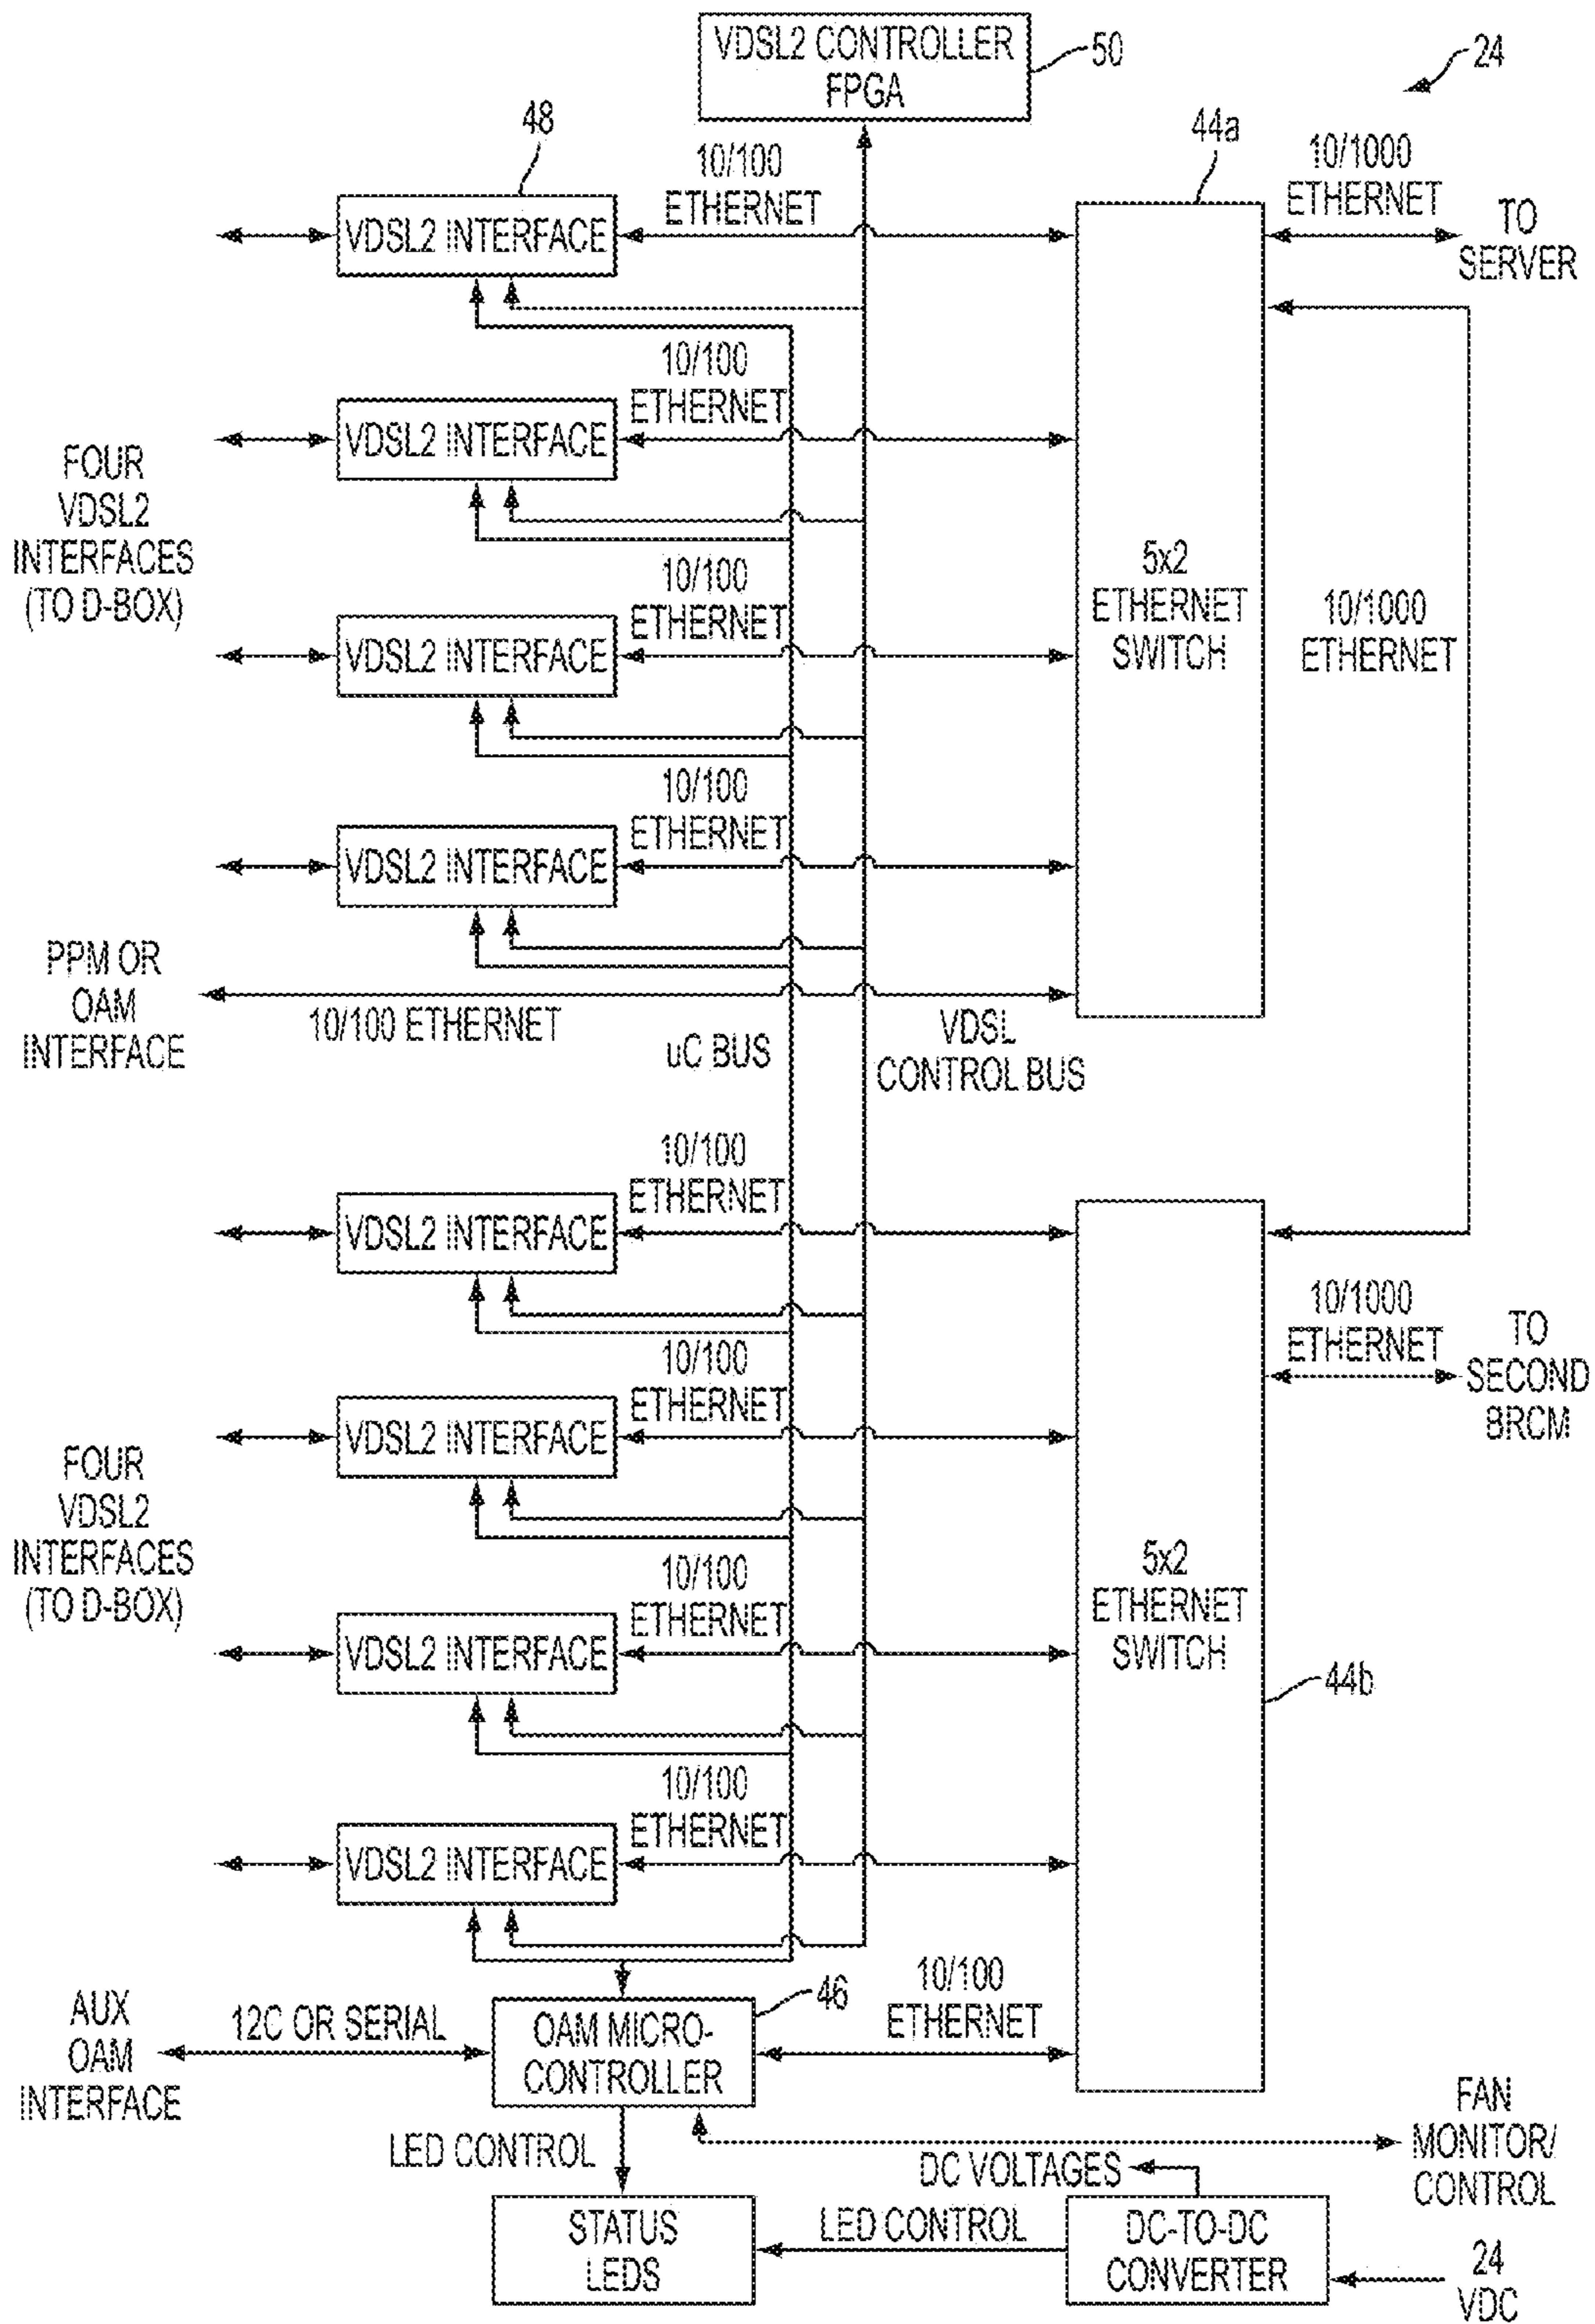 VDSL2 CONTROLLER
FPGA
50
24
48
44a
10/100
ETHERNET
10/1000
ETHERNET
TO
SERVER
VDSL2 INTERFACE
10/100
ETHERNET
VDSL2 INTERFACE
FOUR
VDSL2
INTERFACES
(TO D-BOX)
10/100
ETHERNET
VDSL2 INTERFACE
5x2
ETHERNET
SWITCH
10/1000
ETHERNET
10/100
ETHERNET
VDSL2 INTERFACE
PPM OR
OAM
INTERFACE
10/100 ETHERNET
uC BUS
VDSL
CONTROL BUS
10/100
ETHERNET
VDSL2 INTERFACE
10/1000
ETHERNET
TO
SECOND
BRCM
10/100
ETHERNET
VDSL2 INTERFACE
FOUR
VDSL2
INTERFACES
(TO D-BOX)
10/100
ETHERNET
VDSL2 INTERFACE
5x2
ETHERNET
SWITCH
44b
10/100
ETHERNET
VDSL2 INTERFACE
AUX
OAM
INTERFACE
12C OR SERIAL
OAM MICRO-
CONTROLLER
46
10/100
ETHERNET
FAN
MONITOR/
CONTROL
LED CONTROL
DC VOLTAGES
STATUS
LEDS
LED CONTROL
DC-TO-DC
CONVERTER
24
VDC